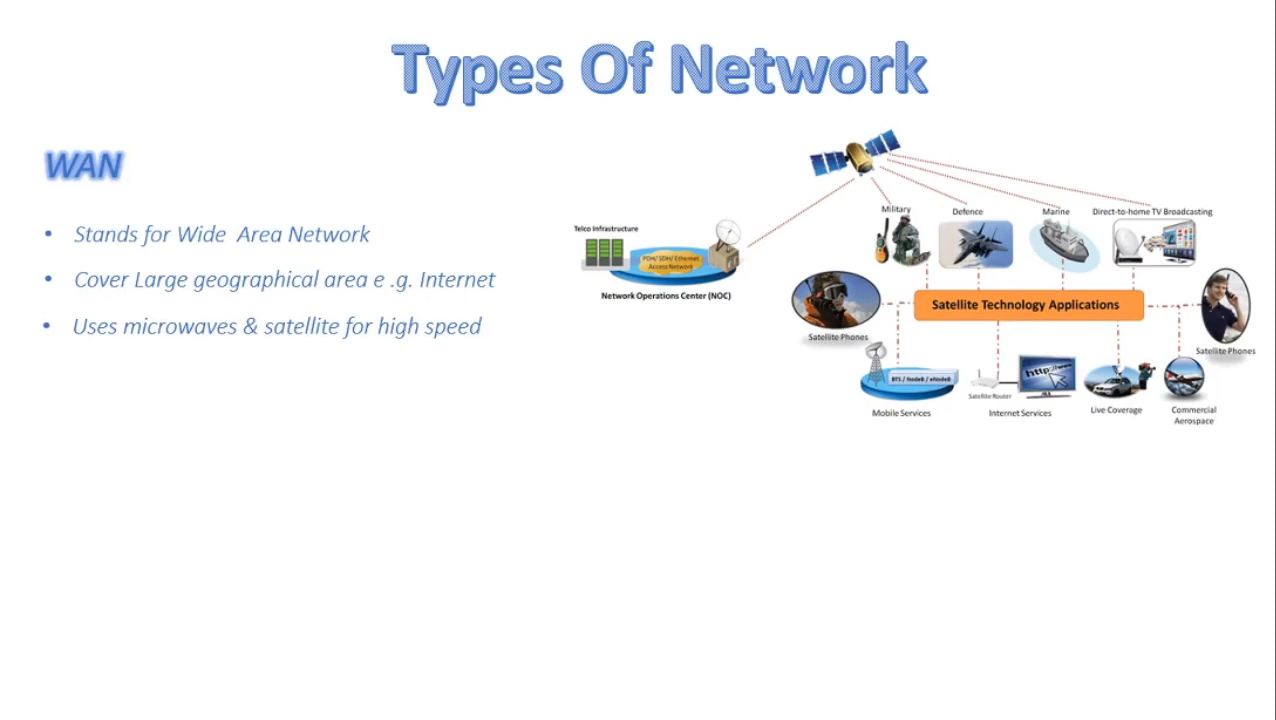 Types Of Network
WAN
• Stands for Wide Area Network
• Cover Large geographical area e .g. Internet
• Uses microwaves & satellite for high speed
Telco Infrastructure
PDH/ SDH/ Ethernet
Access Network
Network Operations Center (NOC)
Military
Defence
Marine
Direct-to-home TV Broadcasting
Satellite Technology Applications
Satellite Phones
Satellite Phones
BTS / NodeB / eNodeB
Mobile Services
Satellite Router
http://www
Internet Services
Live Coverage
Commercial
Aerospace